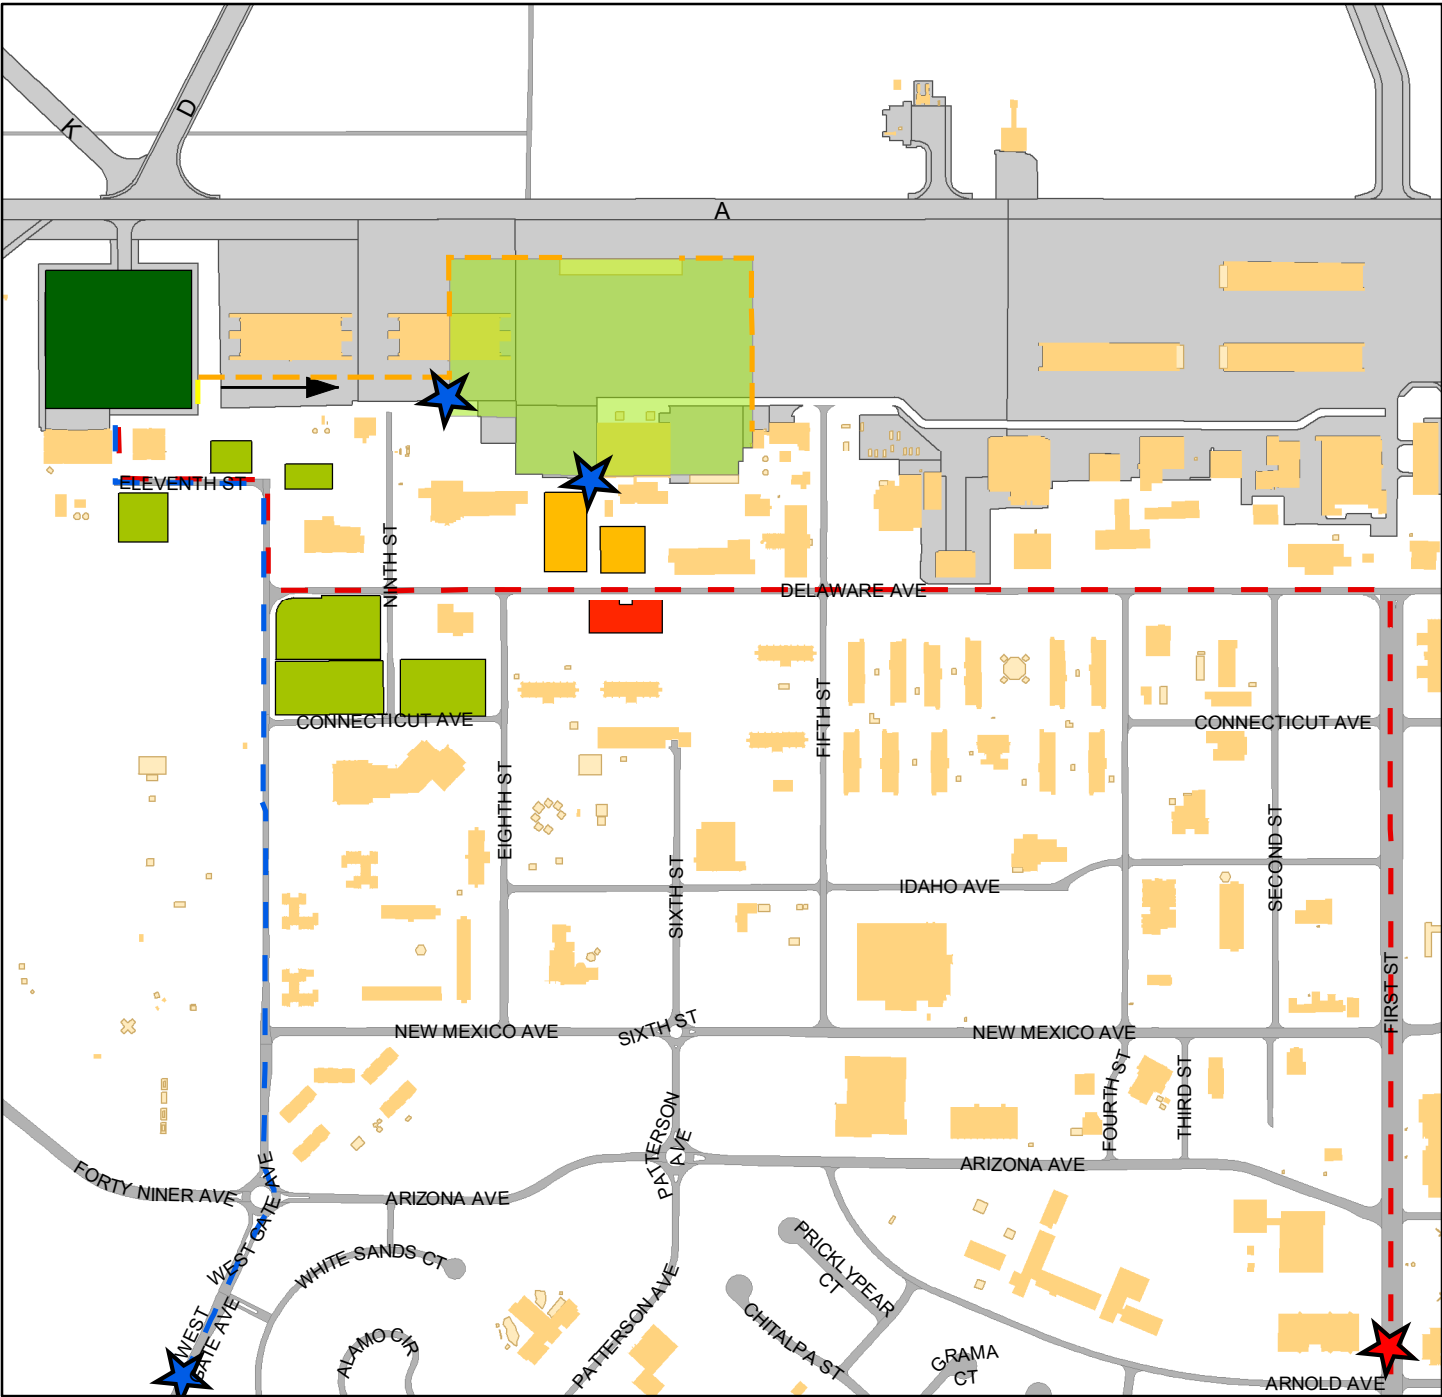 K
D
A
ELEVENTH ST
NINTH ST
DELAWARE AVE
CONNECTICUT AVE
FIFTH ST
CONNECTICUT AVE
EIGHTH ST
SIXTH ST
SECOND ST
IDAHO AVE
FIRST ST
NEW MEXICO AVE
SIXTH ST
NEW MEXICO AVE
PATTERSON
AVE
FOURTH ST
THIRD ST
FORTY NINER AVE
WEST GATE AVE
ARIZONA AVE
ARIZONA AVE
WHITE SANDS CT
PRICKLYPEAR
CT
WEST
GATE AVE
ALAMO CIR
PATTERSON AVE
CHITALPA ST
GRAMA
CT
ARNOLD AVE